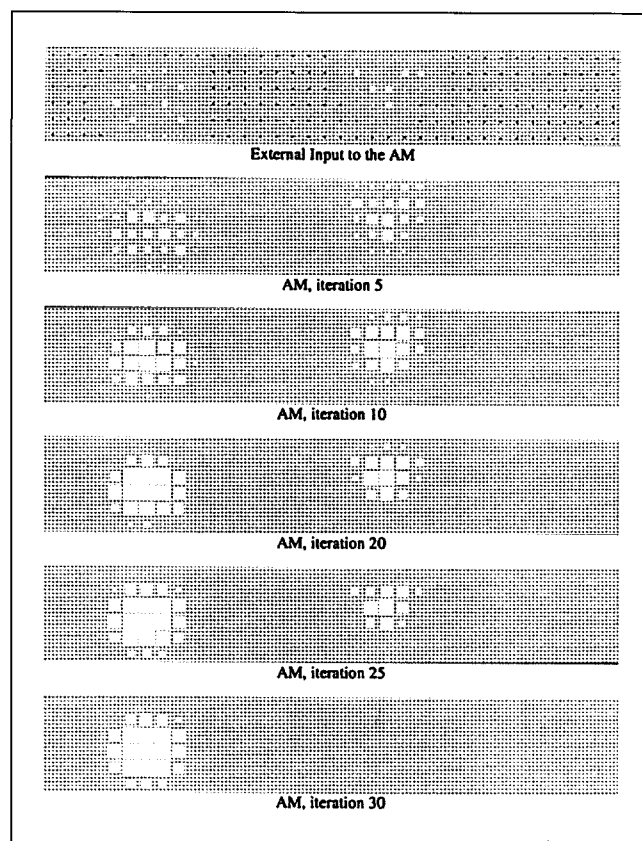 External Input to the AM
AM, iteration 5
AM, iteration 10
AM, iteration 20
AM, iteration 25
AM, iteration 30